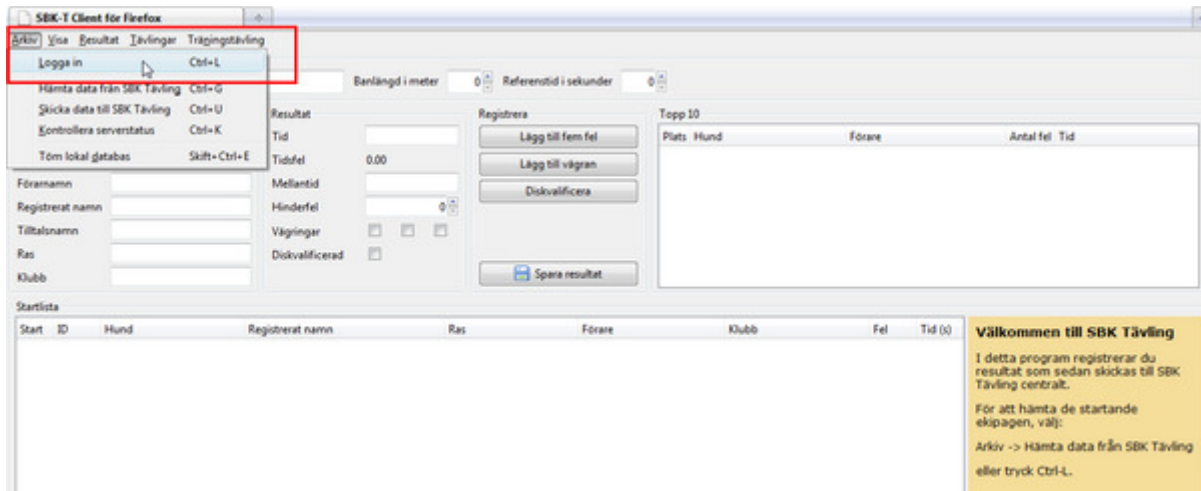 SBK-T Client för Firefox
Arkiv Visa Resultat Tävlingar Träningstävling
Logga in Ctrl+L
Banlängd i meter 0 Referenstid i sekunder 0
Hämta data från SBK Tävling Ctrl+G
Skicka data till SBK Tävling Ctrl+U
Kontrollera serverstatus Ctrl+K
Töm lokal databas Skift+Ctrl+E
Förarnamn
Registrerat namn
Tilltalsnamn
Ras
Klubb
Resultat
Tid
Tidsfel 0.00
Mellantid
Hinderfel 0
Vägringar
Diskvalificerad
Registrera
Lägg till fem fel
Lägg till vägran
Diskvalificera
Spara resultat
Topp 10
Plats Hund Förare Antal fel Tid
Startlista
Start ID Hund Registrerat namn Ras Förare Klubb Fel Tid (s)
Välkommen till SBK Tävling
I detta program registrerar du
resultat som sedan skickas till SBK
Tävling centralt.
För att hämta de startande
ekipagen, välj:
Arkiv -> Hämta data från SBK Tävling
eller tryck Ctrl-L.